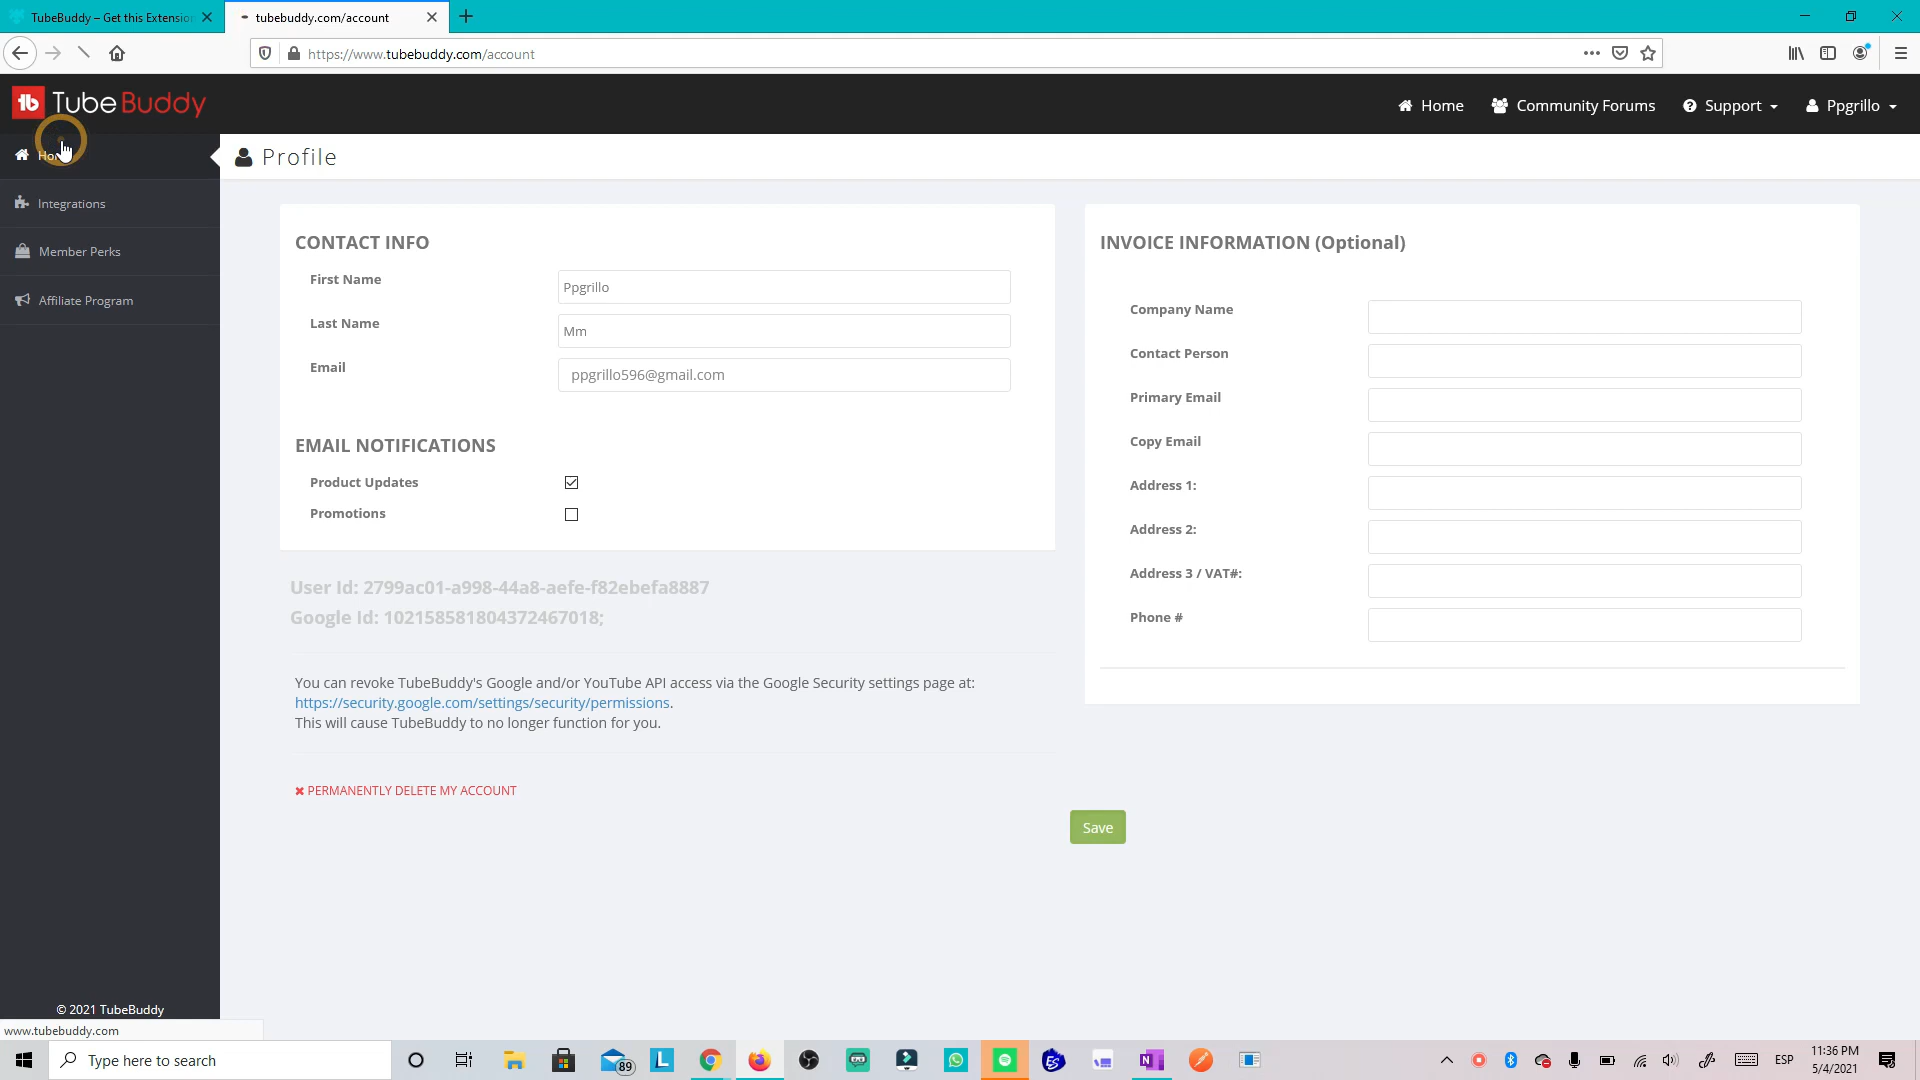 TubeBuddy – Get this Extensio
tubebuddy.com/account
https://www.tubebuddy.com/account
tb TubeBuddy
Home
Community Forums
Support
Ppgrillo
Profile
Integrations
Member Perks
Affiliate Program
CONTACT INFO
First Name
Ppgrillo
Last Name
Mm
Email
ppgrillo596@gmail.com
EMAIL NOTIFICATIONS
Product Updates
Promotions
User Id: 2799ac01-a998-44a8-aefe-f82ebefa8887
Google Id: 102158581804372467018;
You can revoke TubeBuddy's Google and/or YouTube API access via the Google Security settings page at:
https://security.google.com/settings/security/permissions.
This will cause TubeBuddy to no longer function for you.
PERMANENTLY DELETE MY ACCOUNT
INVOICE INFORMATION (Optional)
Company Name
Contact Person
Primary Email
Copy Email
Address 1:
Address 2:
Address 3 / VAT#:
Phone #
Save
© 2021 TubeBuddy
www.tubebuddy.com
Type here to search
89
L
ES
N
ESP
11:36 PM
5/4/2021